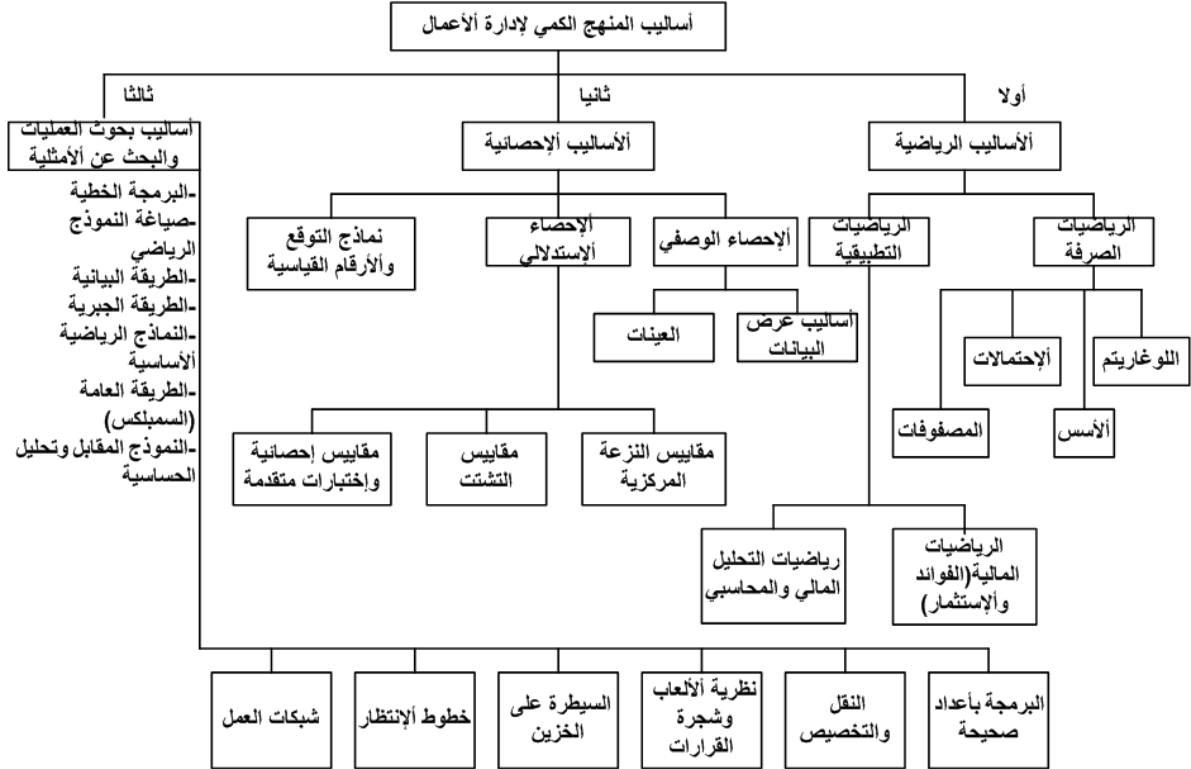 أساليب المنهج الكمي لإدارة ألأعمال
أولا
ثانيا
ثالثا
ألأساليب الرياضية
ألأساليب ألإحصائية
أساليب بحوث العمليات
والبحث عن ألأمثلية
الرياضيات
الصرفة
الرياضيات
التطبيقية
ألإحصاء الوصفي
ألإحصاء
ألإستدلالي
نماذج التوقع
وألأرقام القياسية
-البرمجة الخطية
-صياغة النموذج
الرياضي
-الطريقة البيانية
-الطريقة الجبرية
-النماذج الرياضية
ألأساسية
-الطريقة العامة
(السمبلكس)
-النموذج المقابل وتحليل
الحساسية
اللوغاريتم
ألإحتمالات
ألأسس
المصفوفات
أساليب عرض
البيانات
العينات
مقاييس النزعة
المركزية
مقاييس
التشتت
مقاييس إحصائية
وإختبارات متقدمة
الرياضيات
المالية(الفوائد
وألإستثمار)
رياضيات التحليل
المالي والمحاسبي
البرمجة بأعداد
صحيحة
النقل
والتخصيص
نظرية ألألعاب
وشجرة
القرارات
السيطرة على
الخزين
خطوط ألإنتظار
شبكات العمل